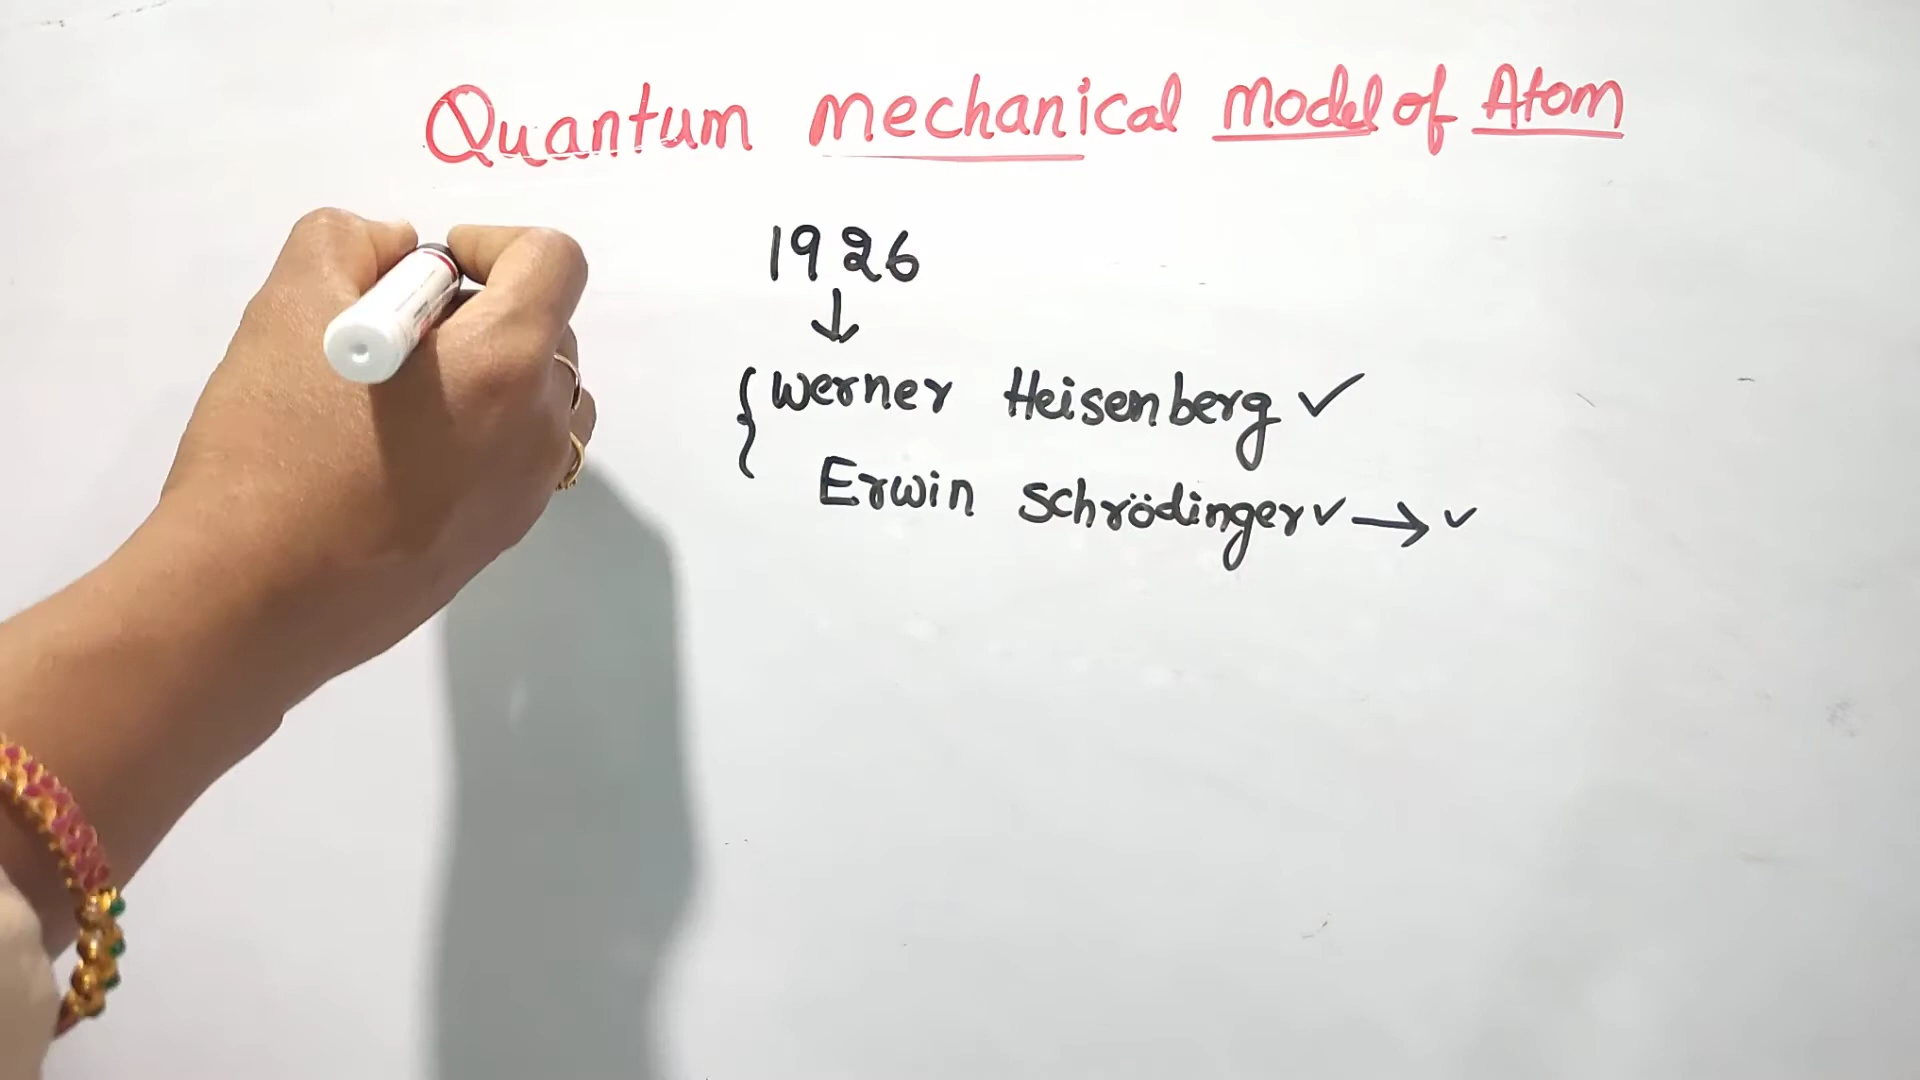 Quantum mechanical Model of Atom
1926
↓
{ Werner Heisenberg ✓
Erwin Schrödinger ✓ → ✓